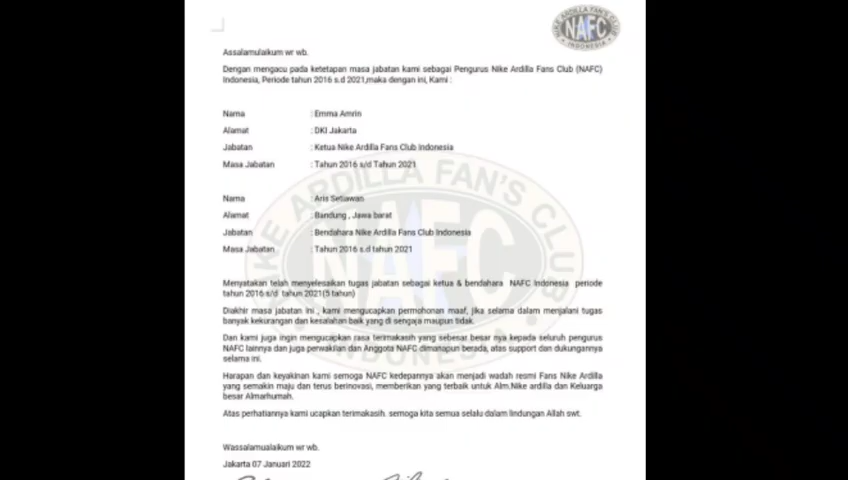 NIKE ARDILLA FAN'S CLUB
NAFC
INDONESIA
Assalamulaikum wr wb.
Dengan mengacu pada ketetapan masa jabatan kami sebagai Pengurus Nike Ardilla Fans Club (NAFC)
Indonesia, Periode tahun 2016 s.d 2021,maka dengan ini, Kami :
Nama : Emma Amrin
Alamat : DKI Jakarta
Jabatan : Ketua Nike Ardilla Fans Club Indonesia
Masa Jabatan : Tahun 2016 s/d Tahun 2021
Nama : Aris Setiawan
Alamat : Bandung , Jawa barat
Jabatan : Bendahara Nike Ardilla Fans Club Indonesia
Masa Jabatan : Tahun 2016 s.d tahun 2021
NIKE ARDILLA FAN'S CLUB
NAFC
INDONESIA
Menyatakan telah menyelesaikan tugas jabatan sebagai ketua & bendahara NAFC Indonesia periode
tahun 2016 s/d tahun 2021(5 tahun)
Diakhir masa jabatan ini , kami mengucapkan permohonan maaf, jika selama dalam menjalani tugas
banyak kekurangan dan kesalahan baik yang di sengaja maupun tidak.
Dan kami juga ingin mengucapkan rasa terimakasih yang sebesar besar nya kepada seluruh pengurus
NAFC lainnya dan juga perwakilan dan Anggota NAFC dimanapun berada, atas support dan dukungannya
selama ini.
Harapan dan keyakinan kami semoga NAFC kedepannya akan menjadi wadah resmi Fans Nike Ardilla
yang semakin maju dan terus berinovasi, memberikan yang terbaik untuk Alm.Nike ardilla dan Keluarga
besar Almarhumah.
Atas perhatiannya kami ucapkan terimakasih. semoga kita semua selalu dalam lindungan Allah swt.
Wassalamualaikum wr wb.
Jakarta 07 Januari 2022